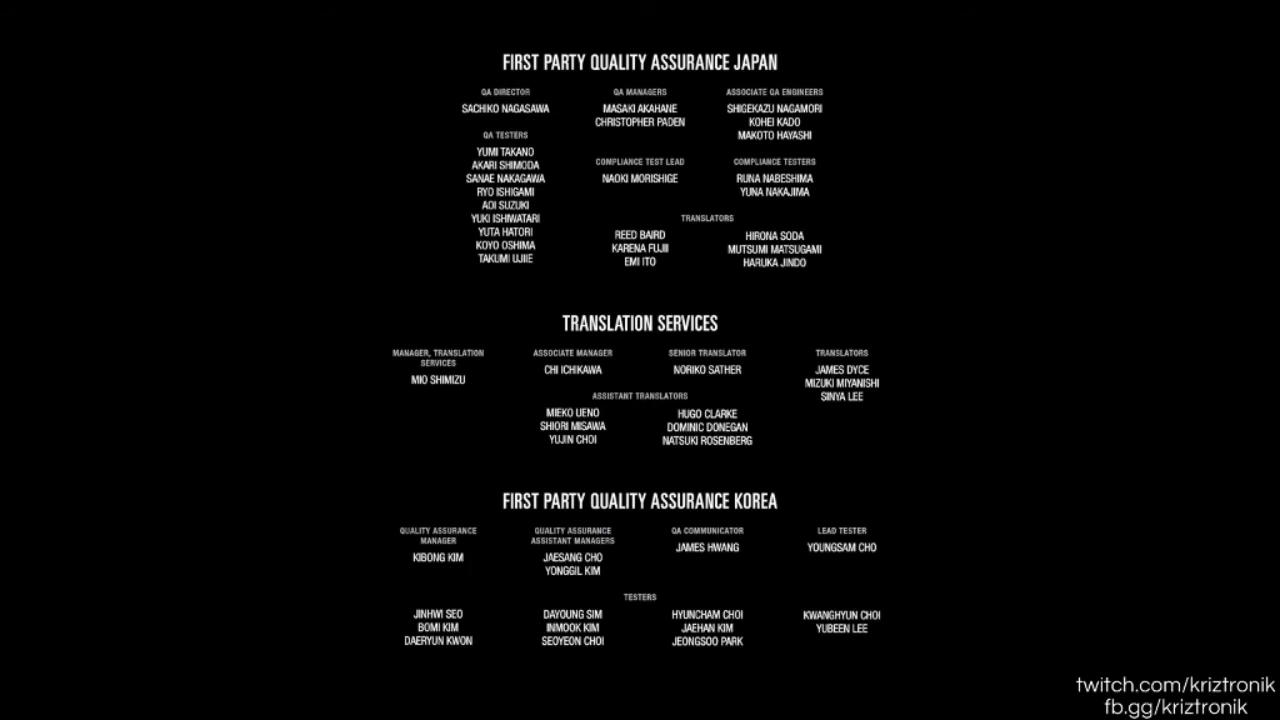 FIRST PARTY QUALITY ASSURANCE JAPAN
QA DIRECTOR
SACHIKO NAGASAWA
QA MANAGERS
MASAKI AKAHANE
CHRISTOPHER PADEN
ASSOCIATE QA ENGINEERS
SHIGEKAZU NAGAMORI
KOHEI KADO
MAKOTO HAYASHI
QA TESTERS
YUMI TAKANO
AKARI SHIMODA
SANAE NAKAGAWA
RYO ISHIGAMI
AOI SUZUKI
YUKI ISHIWATARI
YUTA HATORI
KOYO OSHIMA
TAKUMI UJIIE
COMPLIANCE TEST LEAD
NAOKI MORISHIGE
COMPLIANCE TESTERS
RUNA NABESHIMA
YUNA NAKAJIMA
TRANSLATORS
REED BAIRD
KARENA FUJII
EMI ITO
HIRONA SODA
MUTSUMI MATSUGAMI
HARUKA JINDO
TRANSLATION SERVICES
MANAGER, TRANSLATION
SERVICES
MIO SHIMIZU
ASSOCIATE MANAGER
CHI ICHIKAWA
SENIOR TRANSLATOR
NORIKO SATHER
TRANSLATORS
JAMES DYCE
MIZUKI MIYANISHI
SINYA LEE
ASSISTANT TRANSLATORS
MIEKO UENO
SHIORI MISAWA
YUJIN CHOI
HUGO CLARKE
DOMINIC DONEGAN
NATSUKI ROSENBERG
FIRST PARTY QUALITY ASSURANCE KOREA
QUALITY ASSURANCE
MANAGER
KIBONG KIM
QUALITY ASSURANCE
ASSISTANT MANAGERS
JAESANG CHO
YONGGIL KIM
QA COMMUNICATOR
JAMES HWANG
LEAD TESTER
YOUNGSAM CHO
TESTERS
JINHWI SEO
BOMI KIM
DAERYUN KWON
DAYOUNG SIM
INMOOK KIM
SEOYEON CHOI
HYUNCHAM CHOI
JAEHAN KIM
JEONGSOO PARK
KWANGHYUN CHOI
YUBEEN LEE
twitch.com/kriztronik
fb.gg/kriztronik